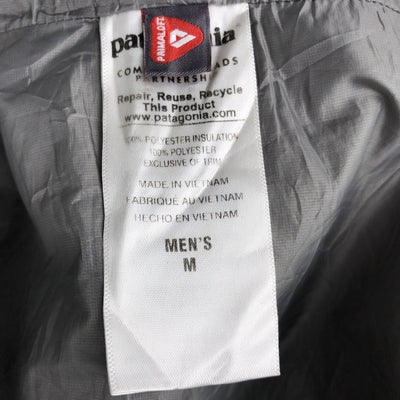 PRIMALOFT
patagonia
PARTNERSHIP
Repair, Reuse, Recycle
This Product
www.patagonia.com
POLYESTER INSULATION
100% POLYESTER
EXCLUSIVE OF TRIM
MADE IN VIETNAM
FABRIQUE AU VIETNAM
HECHO EN VIETNAM
MEN'S
M